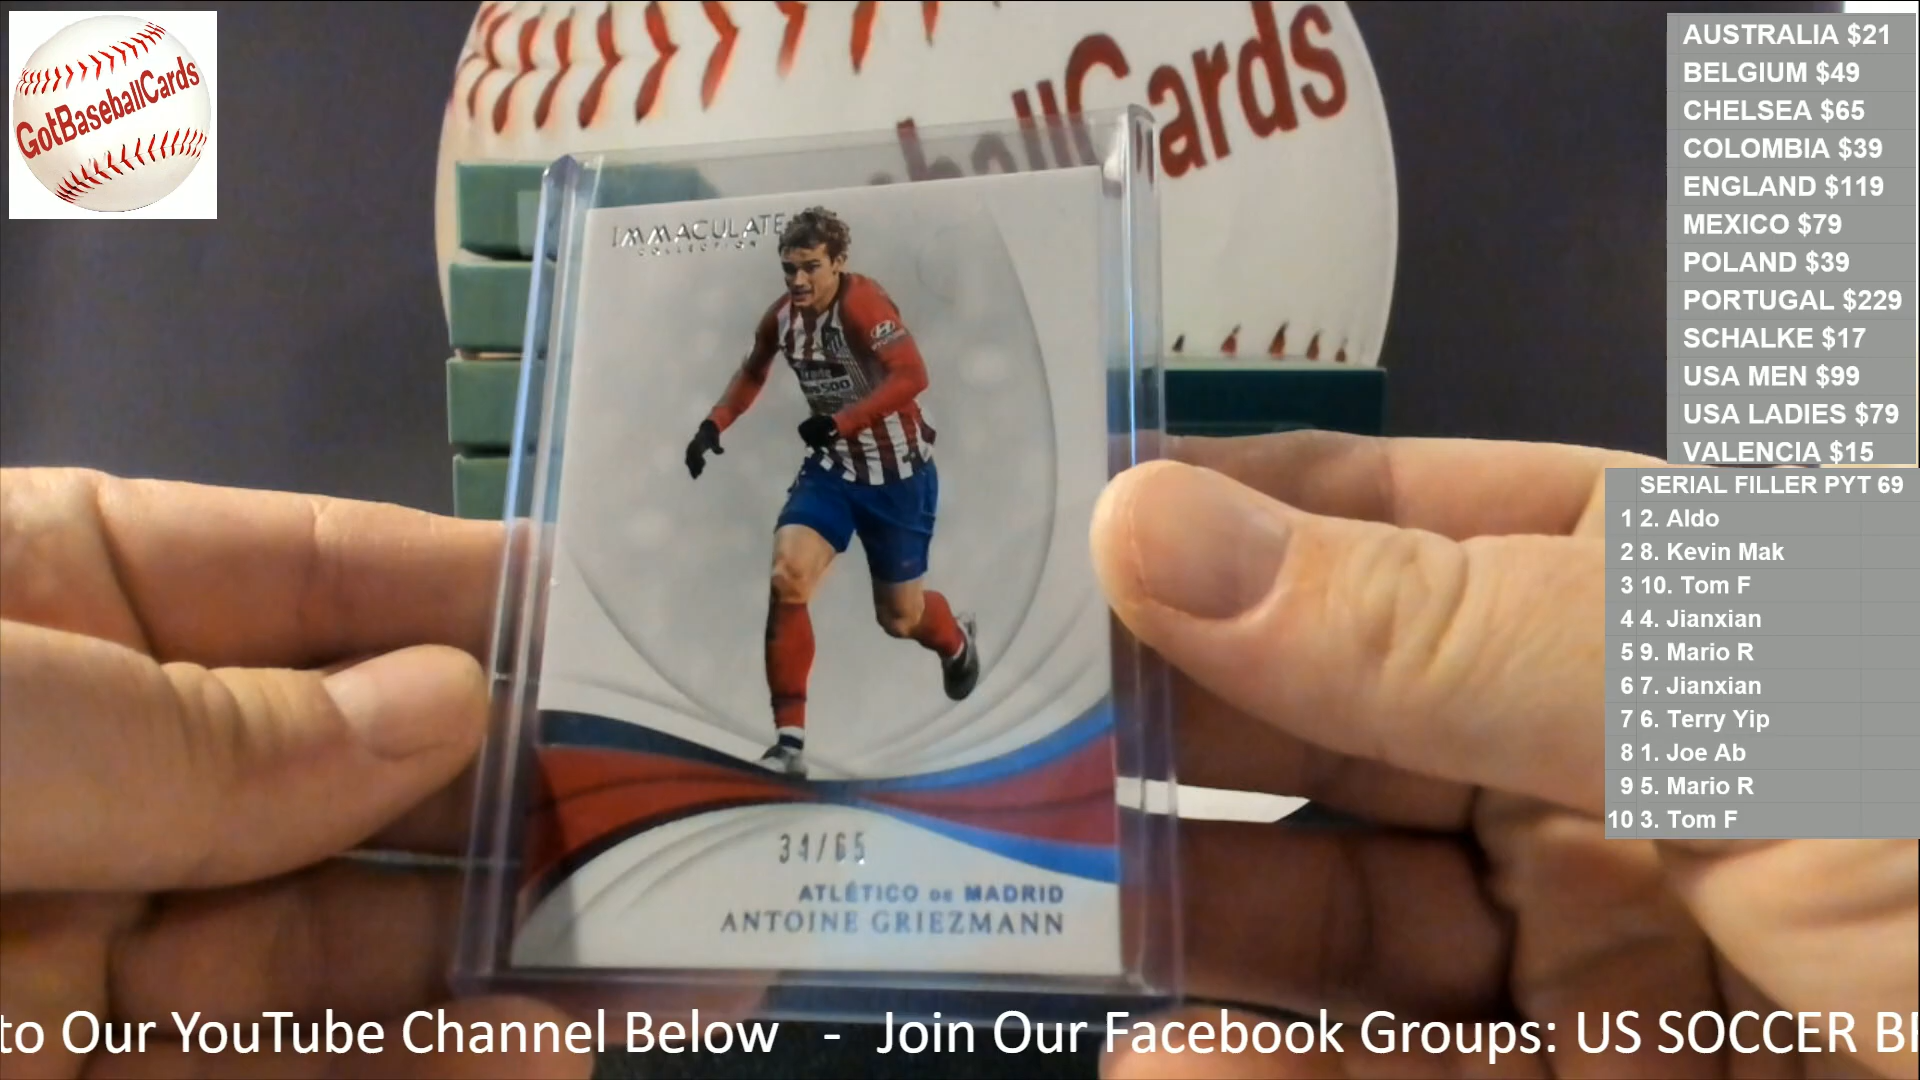 GotBaseballCards
Cards
IMMACULATE
COLLECTION
HYUNDAI
34/65
ATLÉTICO DE MADRID
ANTOINE GRIEZMANN
AUSTRALIA $21
BELGIUM $49
CHELSEA $65
COLOMBIA $39
ENGLAND $119
MEXICO $79
POLAND $39
PORTUGAL $229
SCHALKE $17
USA MEN $99
USA LADIES $79
VALENCIA $15
SERIAL FILLER PYT 69
1 2. Aldo
2 8. Kevin Mak
3 10. Tom F
4 4. Jianxian
5 9. Mario R
6 7. Jianxian
7 6. Terry Yip
8 1. Joe Ab
9 5. Mario R
10 3. Tom F
to Our YouTube Channel Below - Join Our Facebook Groups: US SOCCER